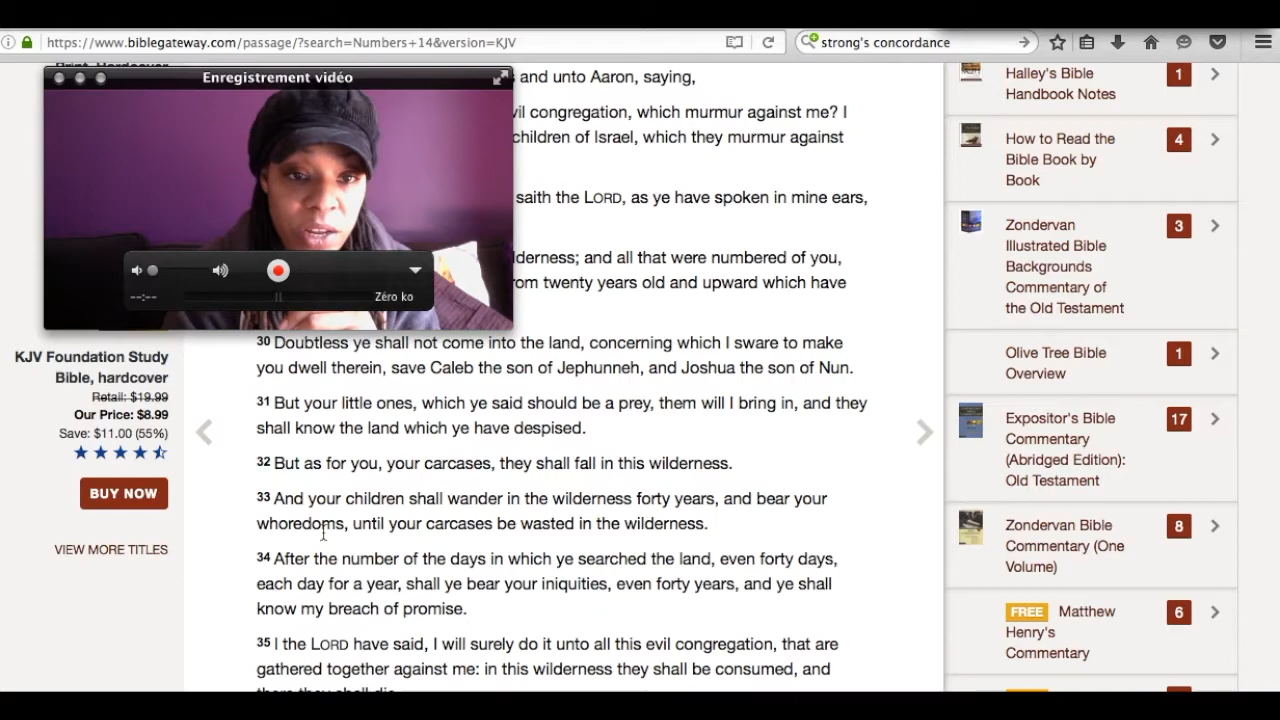 https://www.biblegateway.com/passage/?search=Numbers+14&version=KJV
strong's concordance
Enregistrement vidéo
--:--
Zéro ko
KJV Foundation Study
Bible, hardcover
Retail: $19.99
Our Price: $8.99
Save: $11.00 (55%)
BUY NOW
VIEW MORE TITLES
and unto Aaron, saying,
congregation, which murmur against me? I
children of Israel, which they murmur against
saith the LORD, as ye have spoken in mine ears,
and all that were numbered of you,
twenty years old and upward which have
30 Doubtless ye shall not come into the land, concerning which I sware to make
you dwell therein, save Caleb the son of Jephunneh, and Joshua the son of Nun.
31 But your little ones, which ye said should be a prey, them will I bring in, and they
shall know the land which ye have despised.
32 But as for you, your carcases, they shall fall in this wilderness.
33 And your children shall wander in the wilderness forty years, and bear your
whoredoms, until your carcases be wasted in the wilderness.
34 After the number of the days in which ye searched the land, even forty days,
each day for a year, shall ye bear your iniquities, even forty years, and ye shall
know my breach of promise.
35 I the LORD have said, I will surely do it unto all this evil congregation, that are
gathered together against me: in this wilderness they shall be consumed, and
Halley's Bible
Handbook Notes
1
How to Read the
Bible Book by
Book
4
Zondervan
Illustrated Bible
Backgrounds
Commentary of
the Old Testament
3
Olive Tree Bible
Overview
1
Expositor's Bible
Commentary
(Abridged Edition):
Old Testament
17
Zondervan Bible
Commentary (One
Volume)
8
FREE Matthew
Henry's
Commentary
6